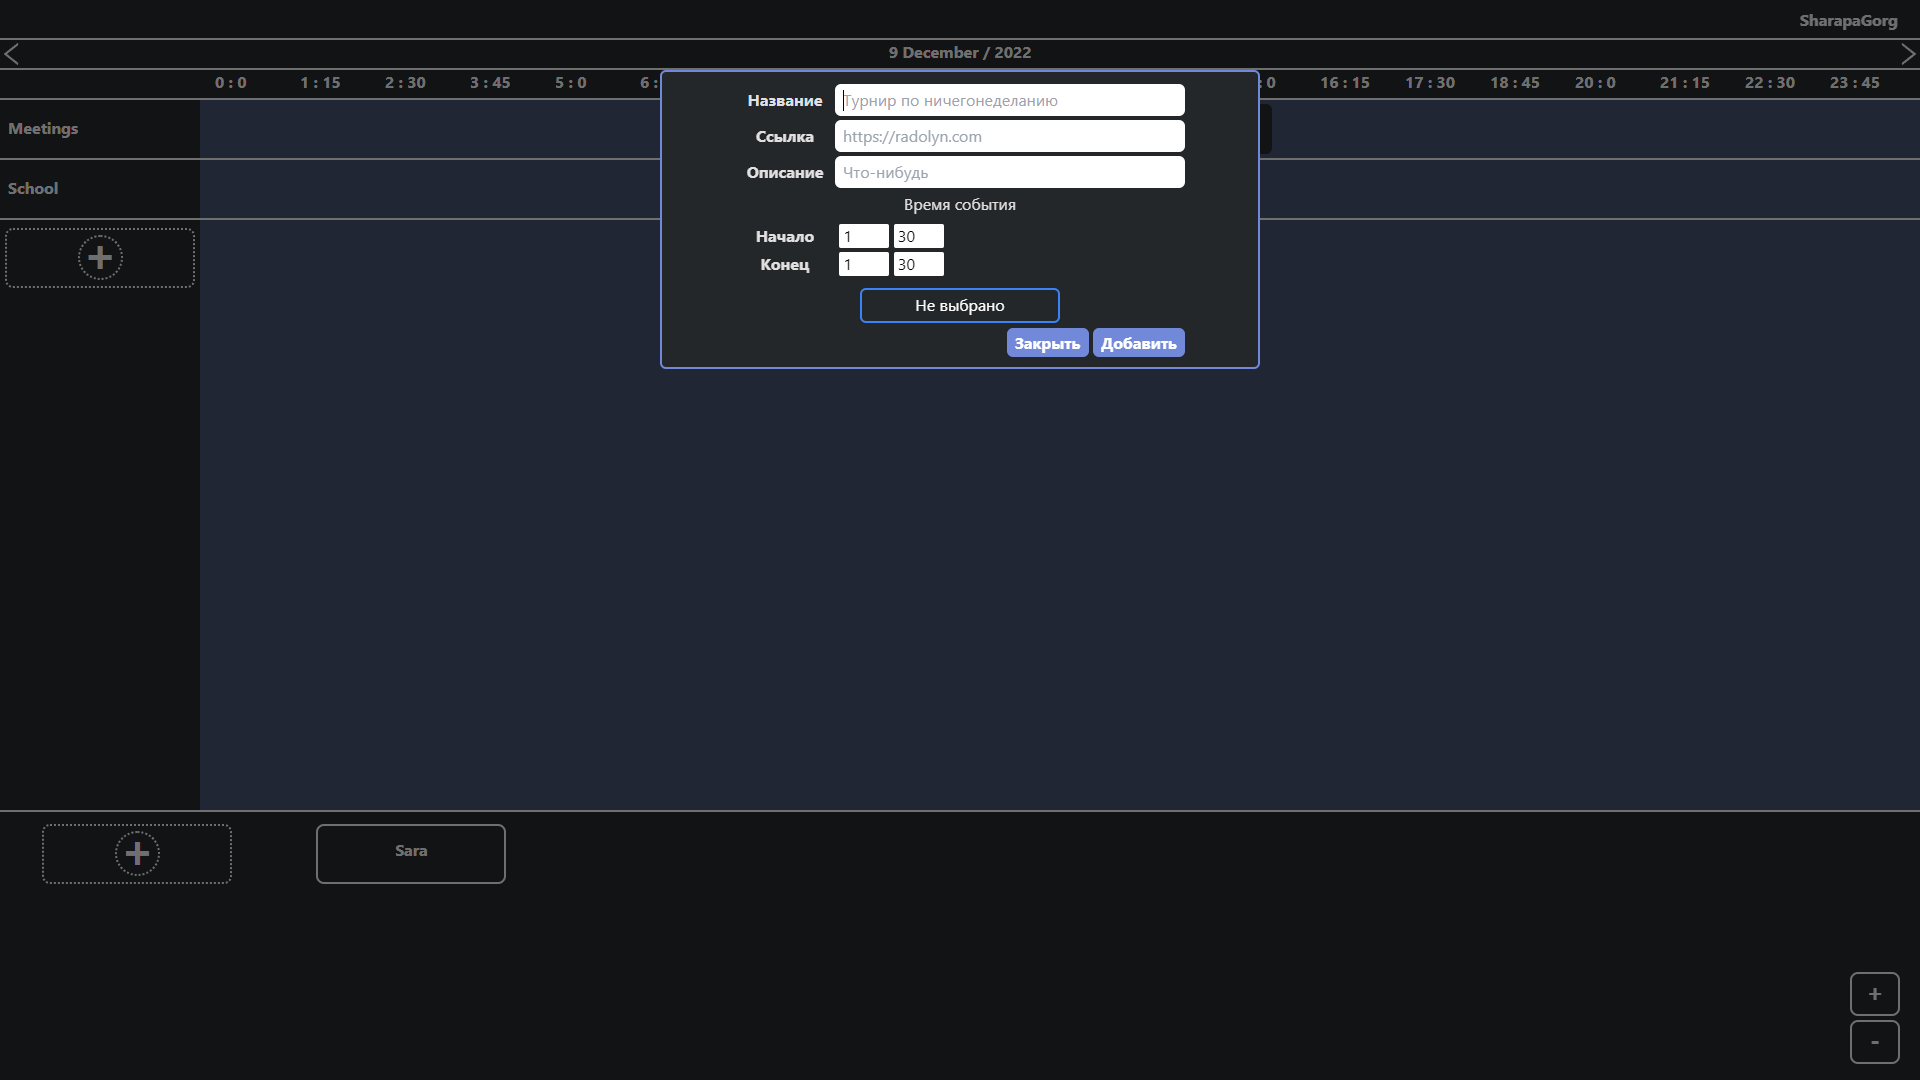 SharapaGorg
9 December / 2022
0 : 0 1 : 15 2 : 30 3 : 45 5 : 0 6 : : 0 16 : 15 17 : 30 18 : 45 20 : 0 21 : 15 22 : 30 23 : 45
Название Турнир по ничегонеделанию
Meetings
Ссылка https://radolyn.com
Описание Что-нибудь
School
Время события
Начало 1 30
+
Конец 1 30
Не выбрано
Закрыть Добавить
+ Sara
+
-